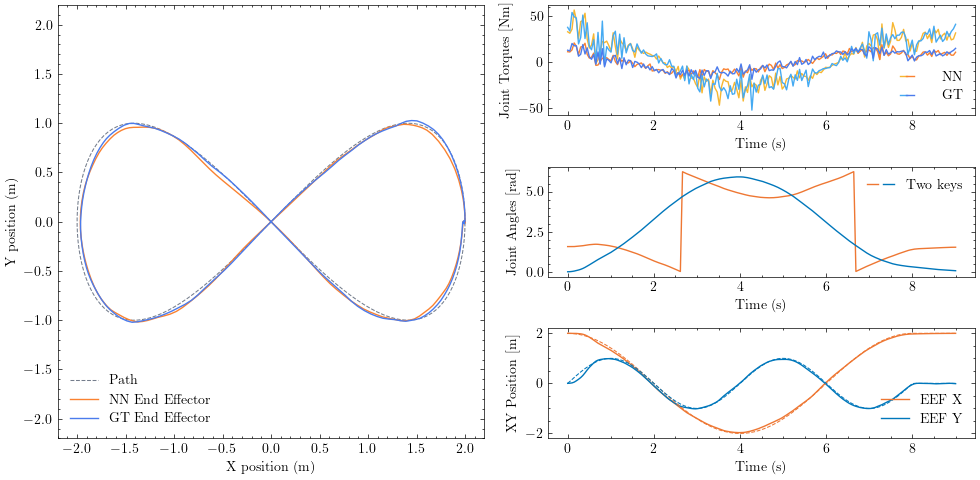 2.0
1.5
1.0
0.5
0.0
−0.5
−1.0
−1.5
−2.0
Y position (m)
Path
NN End Effector
GT End Effector
−2.0 −1.5 −1.0 −0.5 0.0 0.5 1.0 1.5 2.0
X position (m)
50
0
−50
Joint Torques [Nm]
NN
GT
0 2 4 6 8
Time (s)
5.0
2.5
0.0
Joint Angles [rad]
Two keys
0 2 4 6 8
Time (s)
2
0
−2
XY Position [m]
EEF X
EEF Y
0 2 4 6 8
Time (s)